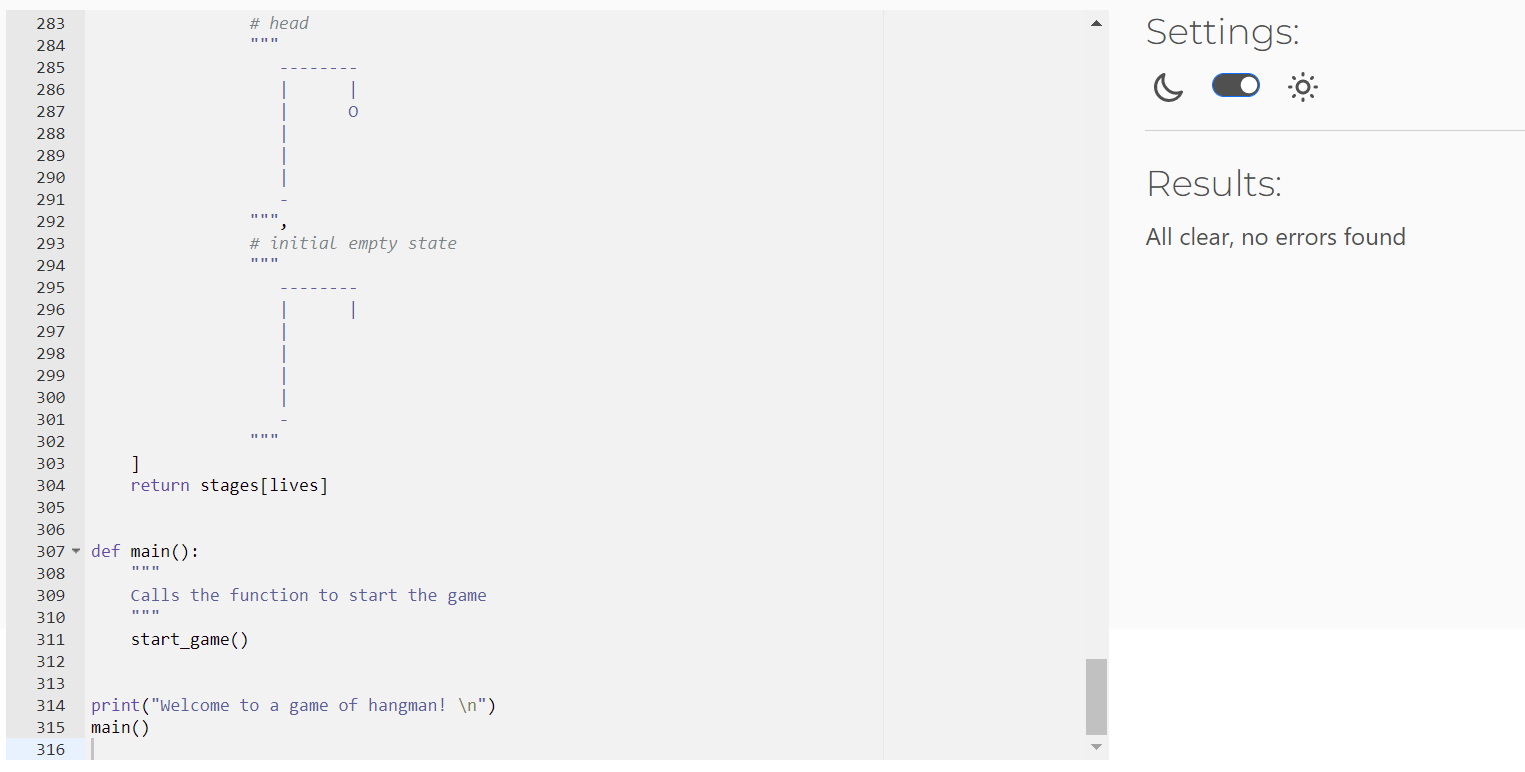 283                 # head
284                 """
285                    --------
286                    |      |
287                    |      O
288                    |
289                    |
290                    |
291                    -
292                 """,
293                 # initial empty state
294                 """
295                    --------
296                    |      |
297                    |
298                    |
299                    |
300                    |
301                    -
302                 """
303     ]
304     return stages[lives]
305
306
307 def main():
308     """
309     Calls the function to start the game
310     """
311     start_game()
312
313
314 print("Welcome to a game of hangman! \n")
315 main()
316
Settings:
Results:
All clear, no errors found